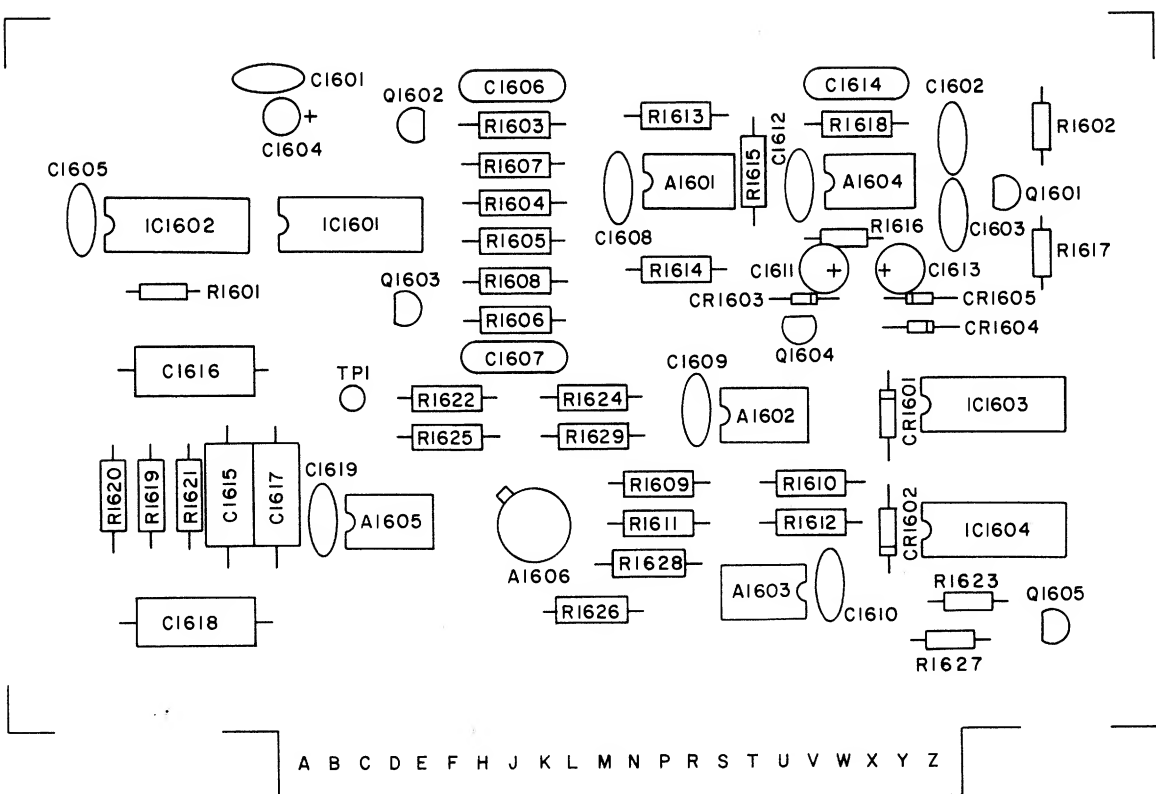 C1601
C1604
Q1602
C1606
R1603
R1607
R1604
R1605
R1608
R1606
C1607
C1605
IC1602
IC1601
R1601
Q1603
C1616
TP1
R1613
C1608
A1601
R1615
C1612
R1614
C1614
R1618
A1604
C1602
C1603
R1616
C1611
+
+
+
C1613
CR1603
CR1605
CR1604
Q1604
R1602
Q1601
R1617
R1622
R1624
R1625
R1629
C1609
A1602
CR1601
IC1603
R1620
R1619
R1621
C1615
C1617
C1619
A1605
A1606
R1609
R1610
R1611
R1612
R1628
R1626
A1603
C1610
CR1602
IC1604
R1623
Q1605
R1627
C1618
A B C D E F H J K L M N P R S T U V W X Y Z